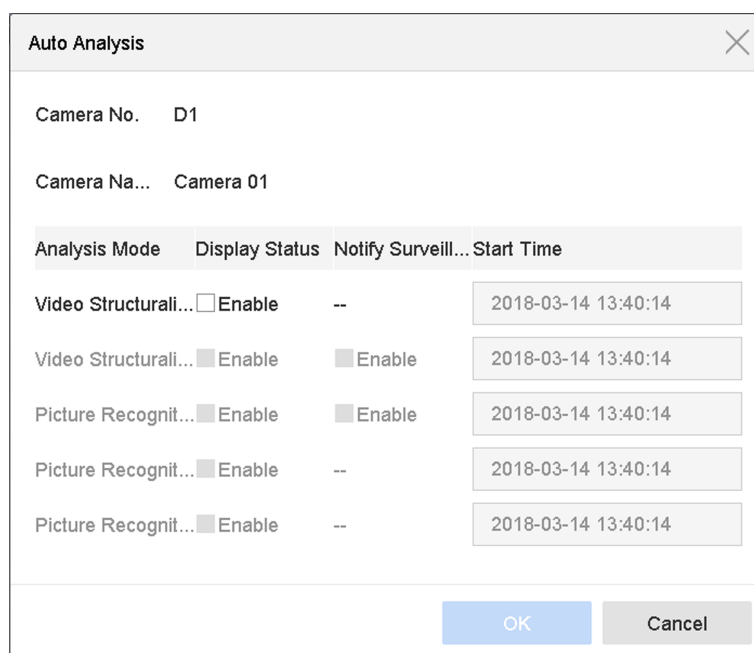 Auto Analysis
Camera No. D1
Camera Na... Camera 01
Analysis Mode Display Status Notify Surveill... Start Time
Video Structurali... Enable -- 2018-03-14 13:40:14
Video Structurali... Enable Enable 2018-03-14 13:40:14
Picture Recognit... Enable Enable 2018-03-14 13:40:14
Picture Recognit... Enable -- 2018-03-14 13:40:14
Picture Recognit... Enable -- 2018-03-14 13:40:14
OK Cancel